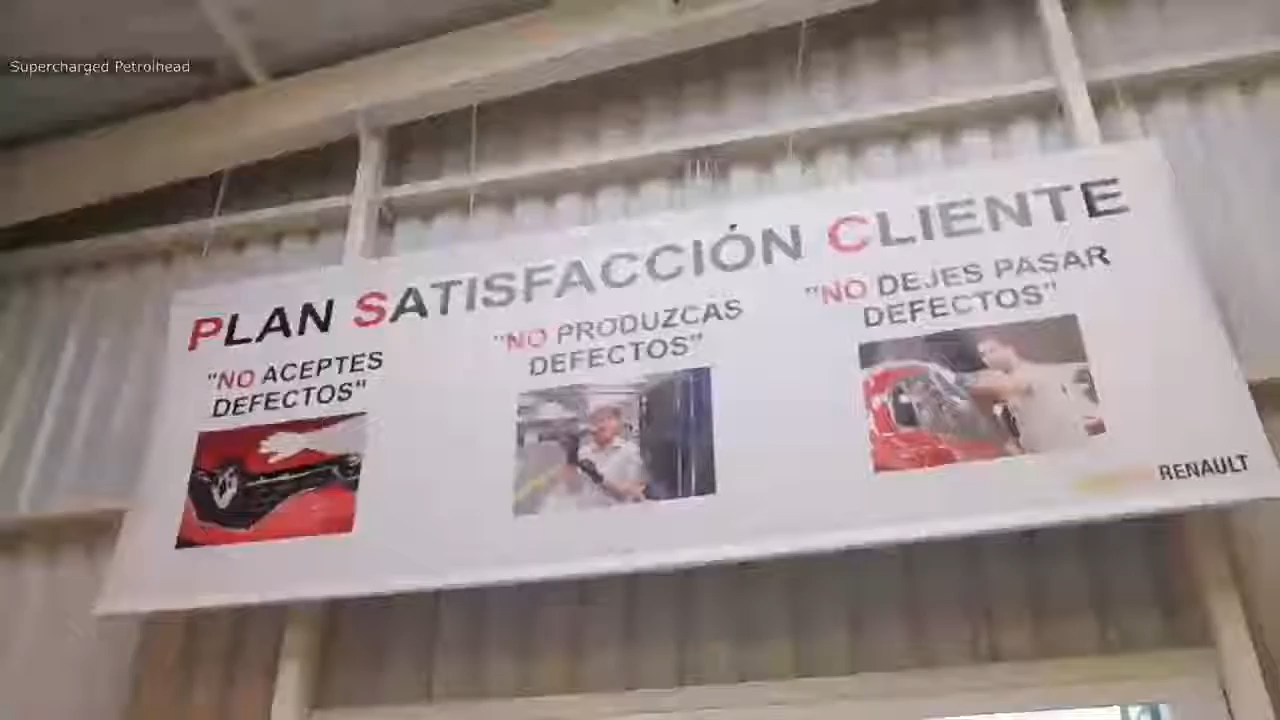 Supercharged Petrolhead
PLAN SATISFACCIÓN CLIENTE
"NO ACEPTES
DEFECTOS"
"NO PRODUZCAS
DEFECTOS"
"NO DEJES PASAR
DEFECTOS"
RENAULT